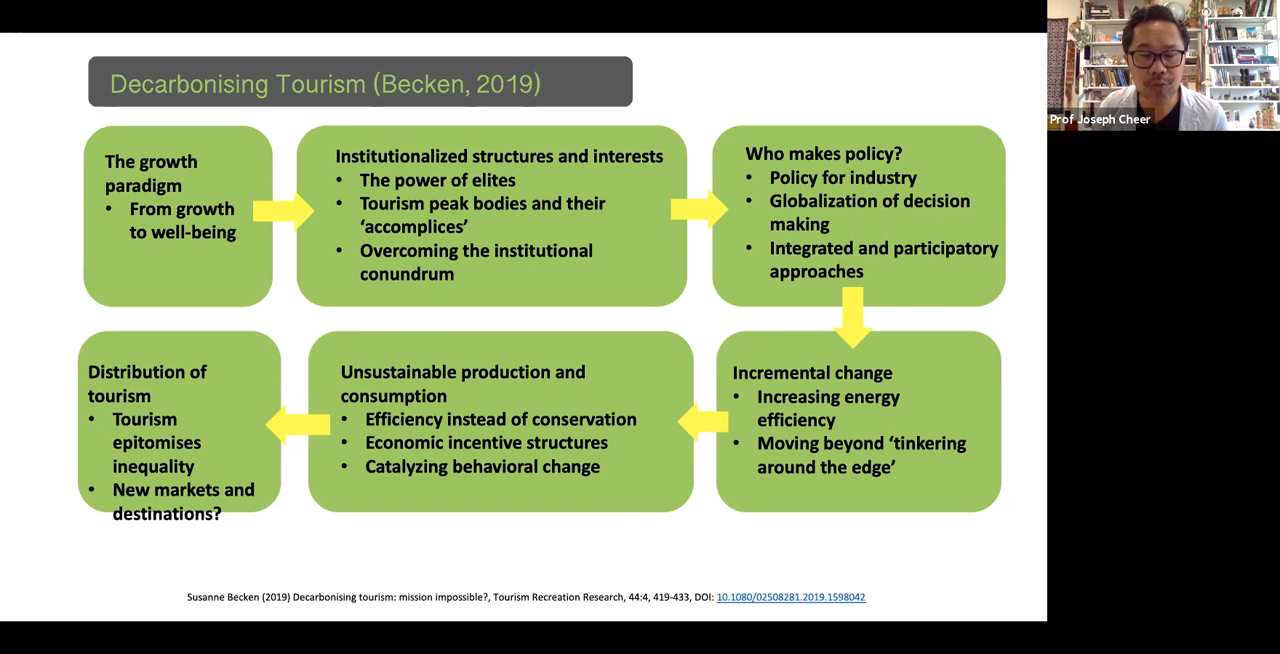 Decarbonising Tourism (Becken, 2019)
Prof Joseph Cheer
The growth
paradigm
• From growth
to well-being
Institutionalized structures and interests
• The power of elites
• Tourism peak bodies and their
‘accomplices’
• Overcoming the institutional
conundrum
Who makes policy?
• Policy for industry
• Globalization of decision
making
• Integrated and participatory
approaches
Incremental change
• Increasing energy
efficiency
• Moving beyond ‘tinkering
around the edge’
Unsustainable production and
consumption
• Efficiency instead of conservation
• Economic incentive structures
• Catalyzing behavioral change
Distribution of
tourism
• Tourism
epitomises
inequality
• New markets and
destinations?
Susanne Becken (2019) Decarbonising tourism: mission impossible?, Tourism Recreation Research, 44:4, 419-433, DOI: 10.1080/02508281.2019.1598042